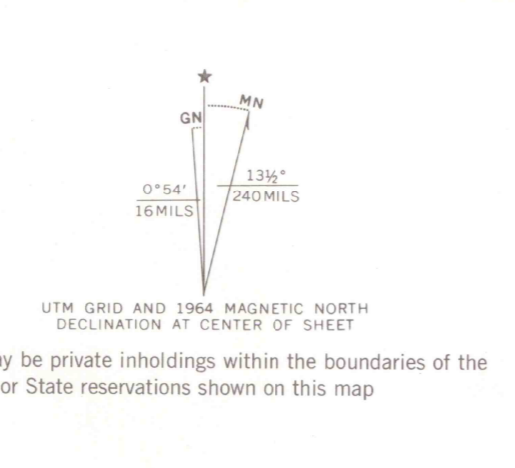 ★
MN
GN
13½°
240 MILS
0°54′
16 MILS
UTM GRID AND 1964 MAGNETIC NORTH
DECLINATION AT CENTER OF SHEET
be private inholdings within the boundaries of the
or State reservations shown on this map